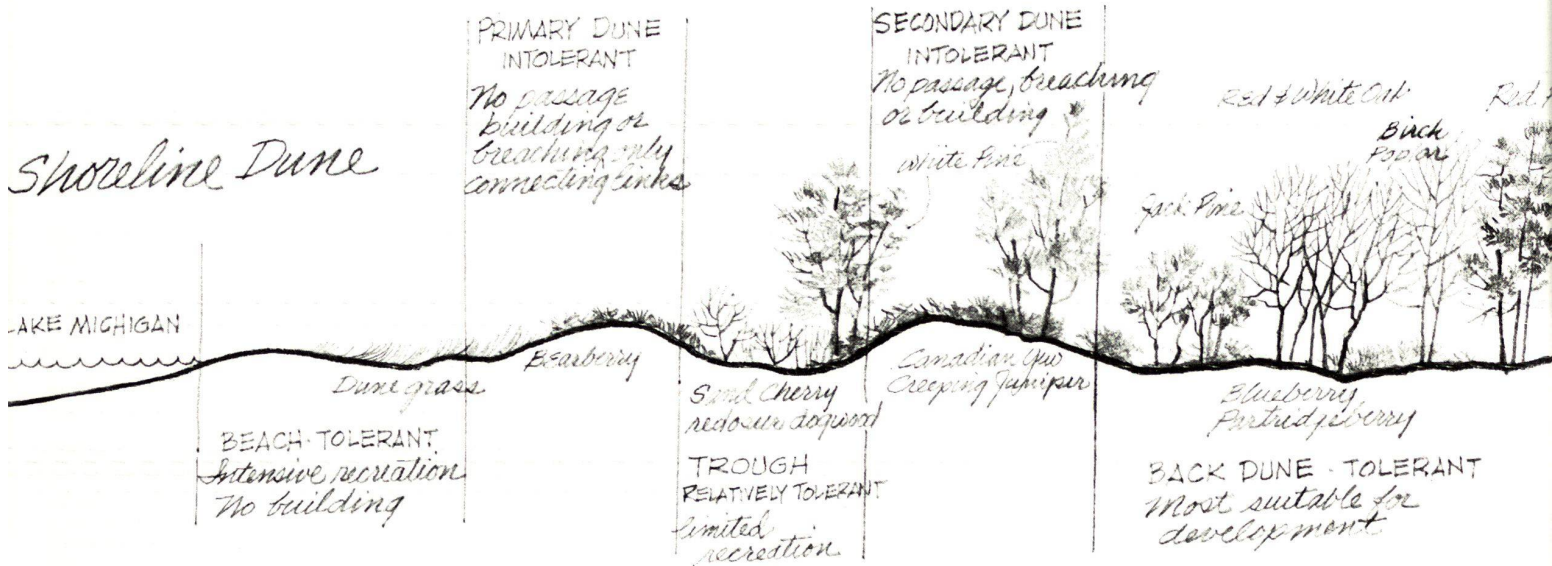 Shoreline Dune
LAKE MICHIGAN
Dune grass
BEACH · TOLERANT
Intensive recreation
No building
PRIMARY DUNE
INTOLERANT
No passage
building or
breaching only
connecting links
Bearberry
Sand Cherry
redosier dogwood
TROUGH
RELATIVELY TOLERANT
limited
recreation
SECONDARY DUNE
INTOLERANT
No passage, breaching
or building
White Pine
Canadian Yew
Creeping Juniper
Jack Pine
Red & White Oak
Birch
Poplar
Red
Blueberry,
Partridgeberry
BACK DUNE · TOLERANT
Most suitable for
development